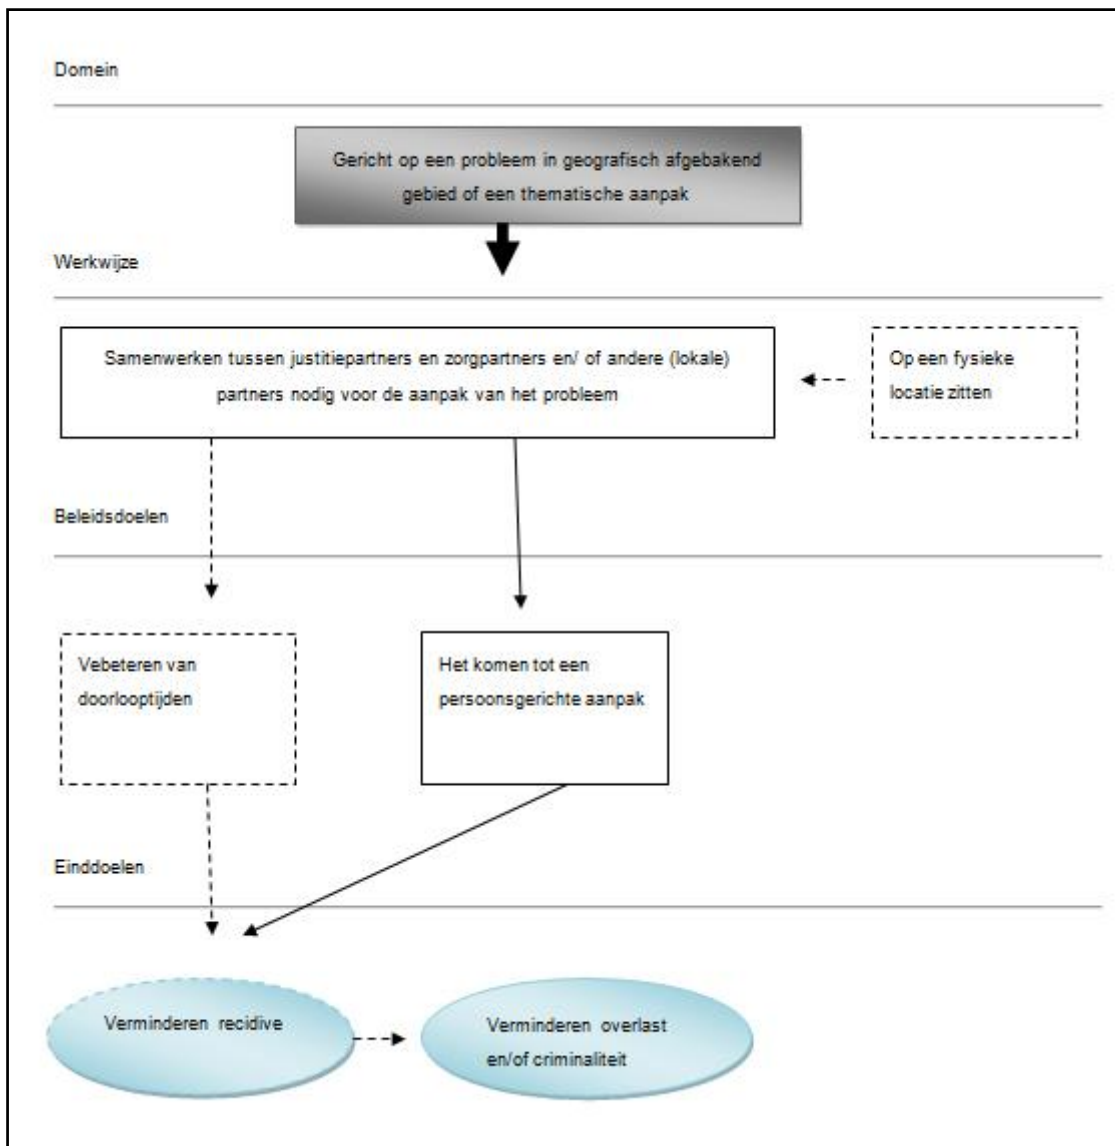 Domein
Gericht op een probleem in geografisch afgebakend
gebied of een thematische aanpak
Werkwijze
Samenwerken tussen justitiepartners en zorgpartners en/ of andere (lokale)
partners nodig voor de aanpak van het probleem
Op een fysieke
locatie zitten
Beleidsdoelen
Vebeteren van
doorlooptijden
Het komen tot een
persoonsgerichte aanpak
Einddoelen
Verminderen recidive
Verminderen overlast
en/of criminaliteit